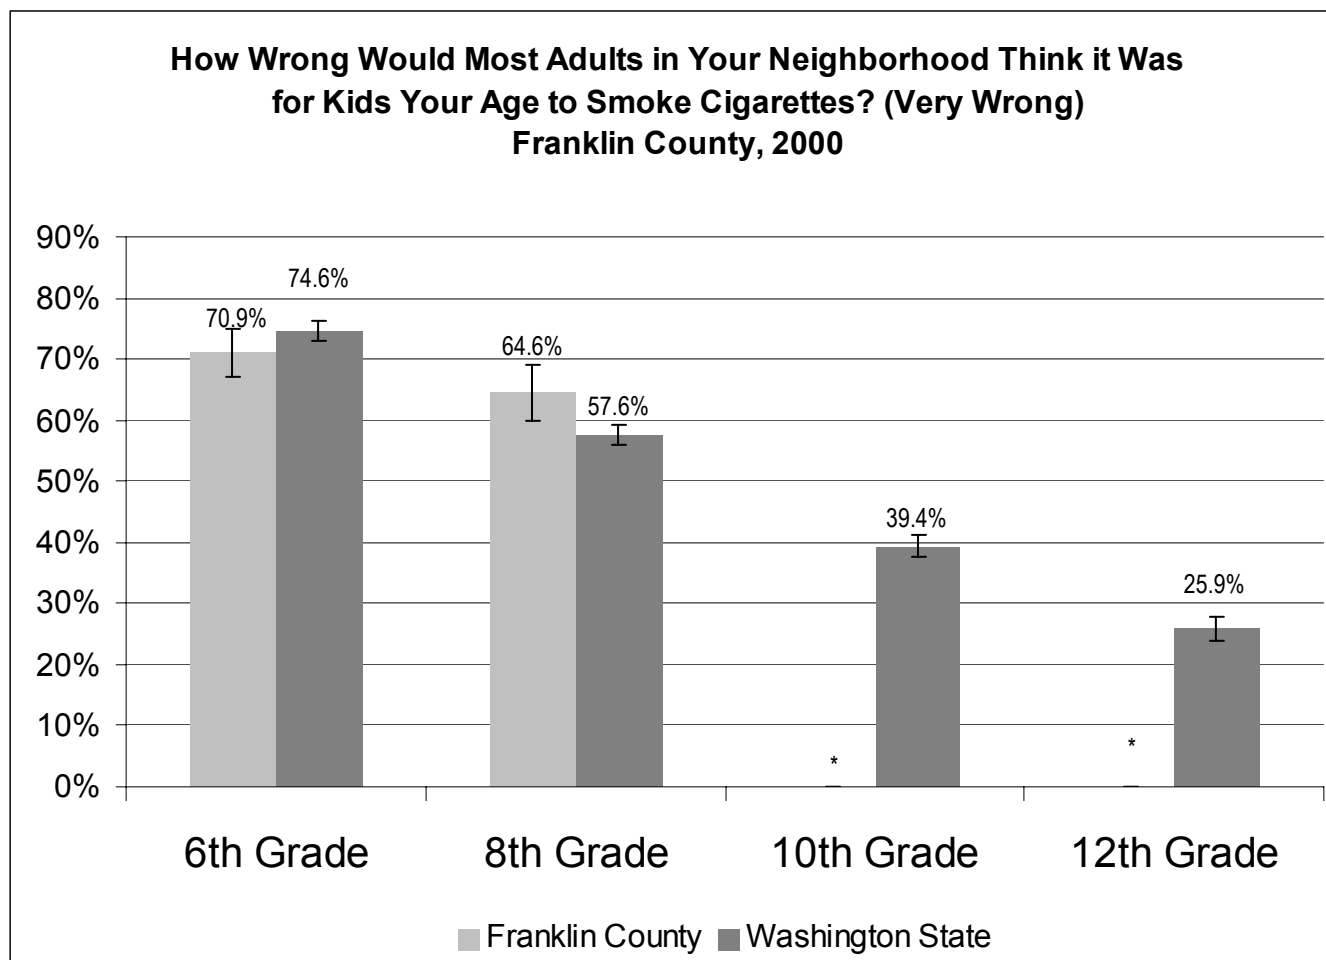 How Wrong Would Most Adults in Your Neighborhood Think it Was
for Kids Your Age to Smoke Cigarettes? (Very Wrong)
Franklin County, 2000
90%
80%
70%
60%
50%
40%
30%
20%
10%
0%
70.9%
74.6%
64.6%
57.6%
*
39.4%
*
25.9%
6th Grade
8th Grade
10th Grade
12th Grade
Franklin County
Washington State